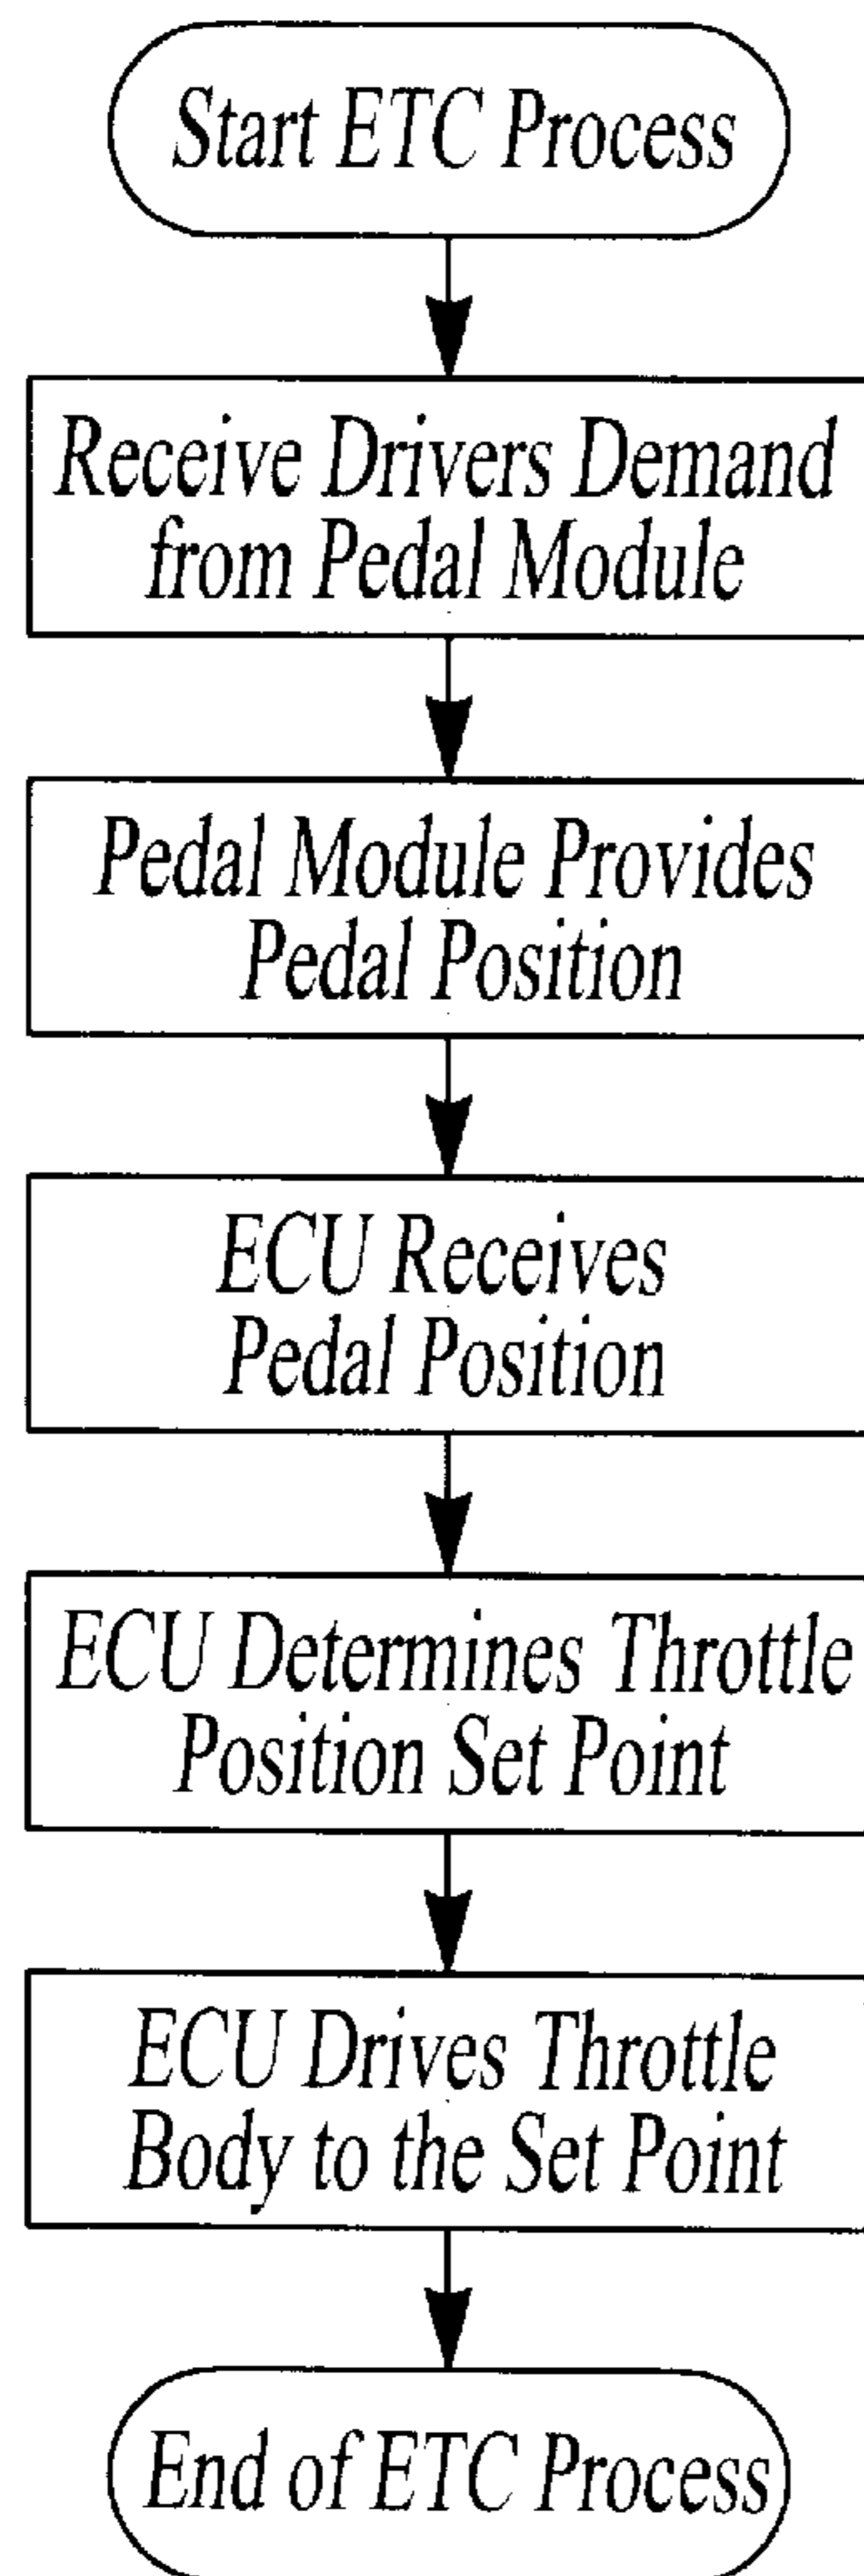 Start ETC Process
Receive Drivers Demand
from Pedal Module
Pedal Module Provides
Pedal Position
ECU Receives
Pedal Position
ECU Determines Throttle
Position Set Point
ECU Drives Throttle
Body to the Set Point
End of ETC Process